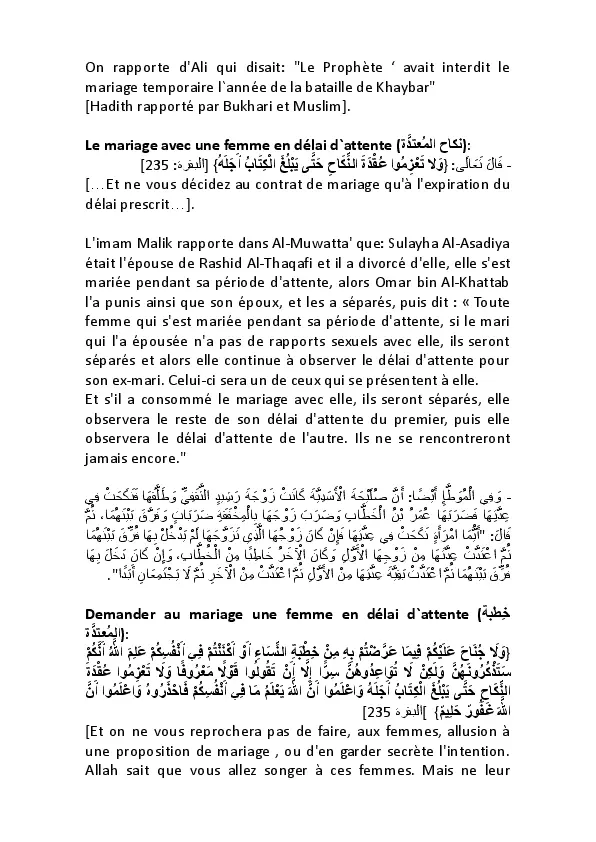 On rapporte d'Ali qui disait: "Le Prophète ‘ avait interdit le
mariage temporaire l`année de la bataille de Khaybar"
[Hadith rapporté par Bukhari et Muslim].
Le mariage avec une femme en délai d`attente (نكاح المُعتدَّة):
- قَالَ تَعَالَى: {وَلَا تَعْزِمُوا عُقْدَةَ النِّكَاحِ حَتَّى يَبْلُغَ الْكِتَابُ أَجَلَهُ} [البقرة: 235]
[…Et ne vous décidez au contrat de mariage qu'à l'expiration du
délai prescrit…].
L'imam Malik rapporte dans Al-Muwatta' que: Sulayha Al-Asadiya
était l'épouse de Rashid Al-Thaqafi et il a divorcé d'elle, elle s'est
mariée pendant sa période d'attente, alors Omar bin Al-Khattab
l'a punis ainsi que son époux, et les a séparés, puis dit : « Toute
femme qui s'est mariée pendant sa période d'attente, si le mari
qui l'a épousée n'a pas de rapports sexuels avec elle, ils seront
séparés et alors elle continue à observer le délai d'attente pour
son ex-mari. Celui-ci sera un de ceux qui se présentent à elle.
Et s'il a consommé le mariage avec elle, ils seront séparés, elle
observera le reste de son délai d'attente du premier, puis elle
observera le délai d'attente de l'autre. Ils ne se rencontreront
jamais encore."
- وَفِي الْمُوَطَّإِ أَيْضًا: أَنَّ صُلَيْحَةَ الْأَسَدِيَّةَ كَانَتْ زَوْجَةَ رَشِيدٍ الثَّقَفِيِّ وَطَلَّقَهَا فَنَكَحَتْ فِي
عِدَّتِهَا فَضَرَبَهَا عُمَرُ بْنُ الْخَطَّابِ وَضَرَبَ زَوْجَهَا بِالْمِخْفَقَةِ ضَرَبَاتٍ وَفَرَّقَ بَيْنَهُمَا، ثُمَّ
قَالَ: "أَيُّمَا امْرَأَةٍ نَكَحَتْ فِي عِدَّتِهَا فَإِنْ كَانَ زَوْجُهَا الَّذِي تَزَوَّجَهَا لَمْ يَدْخُلْ بِهَا فُرِّقَ بَيْنَهُمَا
ثُمَّ اعْتَدَّتْ عِدَّتَهَا مِنْ زَوْجِهَا الْأَوَّلِ وَكَانَ الْآخَرُ خَاطِبًا مِنْ الْخُطَّابِ، وَإِنْ كَانَ دَخَلَ بِهَا
فُرِّقَ بَيْنَهُمَا ثُمَّ اعْتَدَّتْ بَقِيَّةَ عِدَّتِهَا مِنْ الْأَوَّلِ ثُمَّ اعْتَدَّتْ مِنْ الْآخَرِ ثُمَّ لَا يَجْتَمِعَانِ أَبَدًا".
Demander au mariage une femme en délai d`attente (خِطبة
المُعتدَّة):
{وَلَا جُنَاحَ عَلَيْكُمْ فِيمَا عَرَّضْتُمْ بِهِ مِنْ خِطْبَةِ النِّسَاءِ أَوْ أَكْنَنْتُمْ فِي أَنْفُسِكُمْ عَلِمَ اللَّهُ أَنَّكُمْ
سَتَذْكُرُونَهُنَّ وَلَكِنْ لَا تُوَاعِدُوهُنَّ سِرًّا إِلَّا أَنْ تَقُولُوا قَوْلًا مَعْرُوفًا وَلَا تَعْزِمُوا عُقْدَةَ
النِّكَاحِ حَتَّى يَبْلُغَ الْكِتَابُ أَجَلَهُ وَاعْلَمُوا أَنَّ اللَّهَ يَعْلَمُ مَا فِي أَنْفُسِكُمْ فَاحْذَرُوهُ وَاعْلَمُوا أَنَّ
اللَّهَ غَفُورٌ حَلِيمٌ} [البقرة 235]
[Et on ne vous reprochera pas de faire, aux femmes, allusion à
une proposition de mariage , ou d'en garder secrète l'intention.
Allah sait que vous allez songer à ces femmes. Mais ne leur